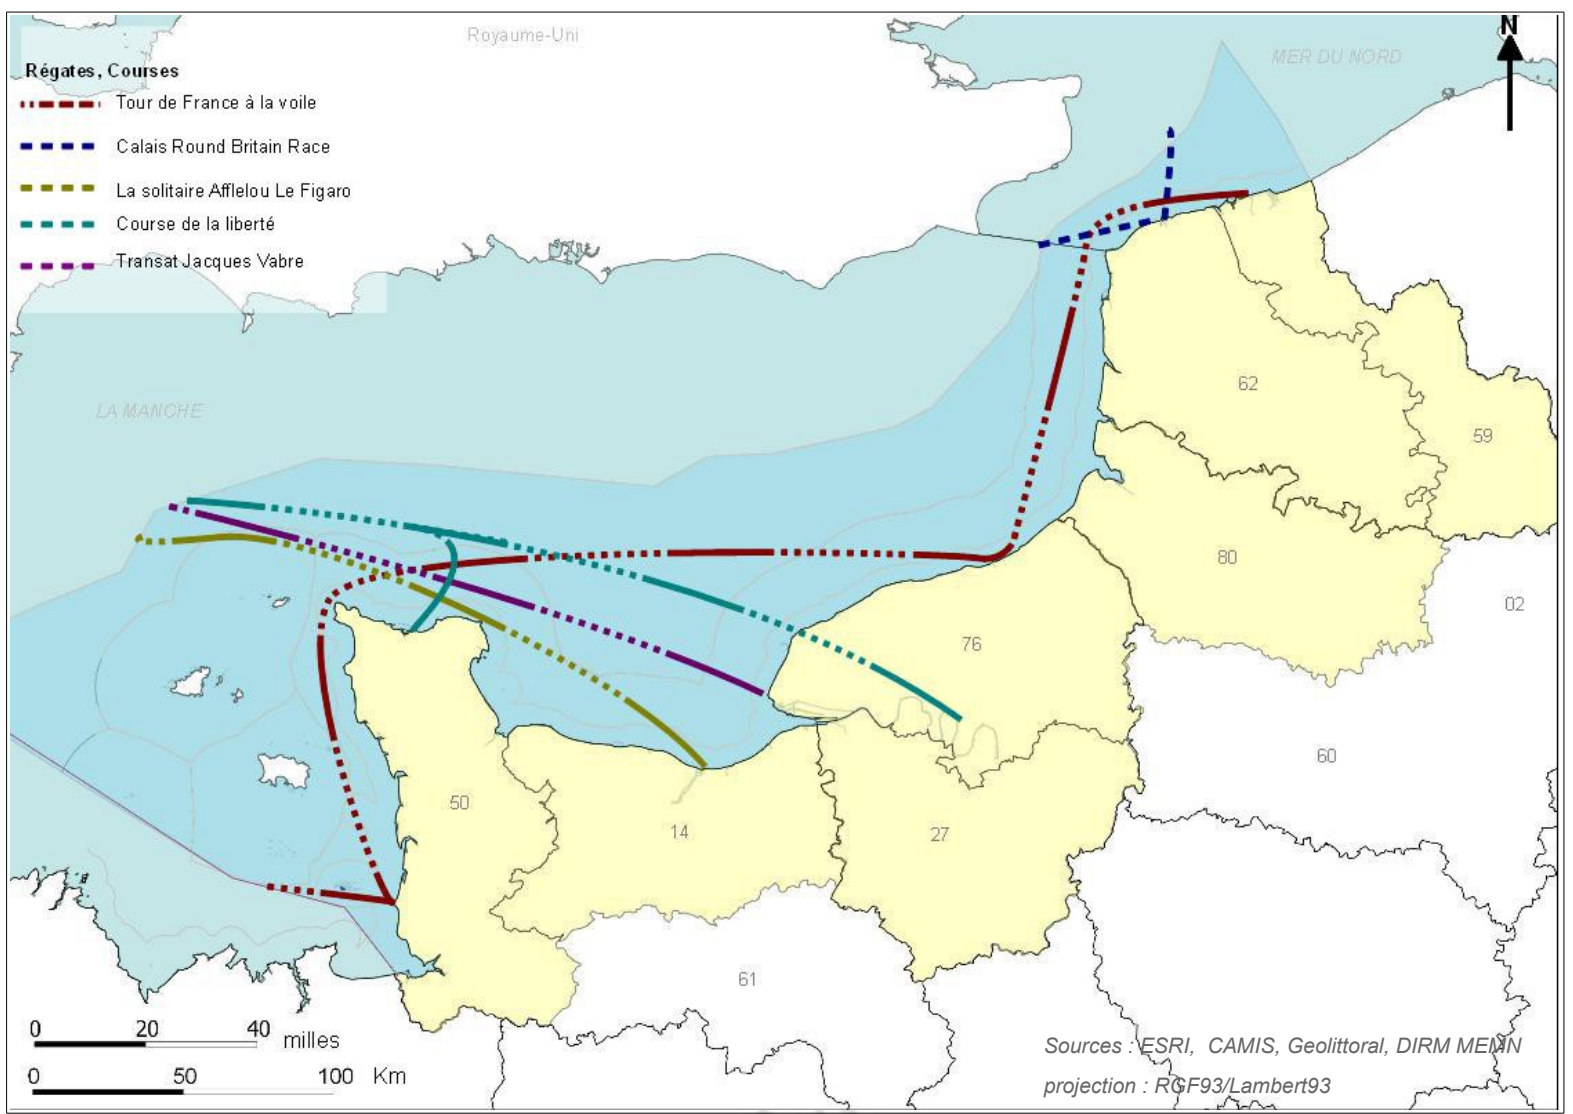 Royaume-Uni
MER DU NORD
N
Régates, Courses
Tour de France à la voile
Calais Round Britain Race
La solitaire Afflelou Le Figaro
Course de la liberté
Transat Jacques Vabre
LA MANCHE
62
59
80
02
76
60
50
14
27
61
0 20 40 milles
0 50 100 Km
Sources : ESRI, CAMIS, Geolittoral, DIRM MEMN
projection : RGF93/Lambert93